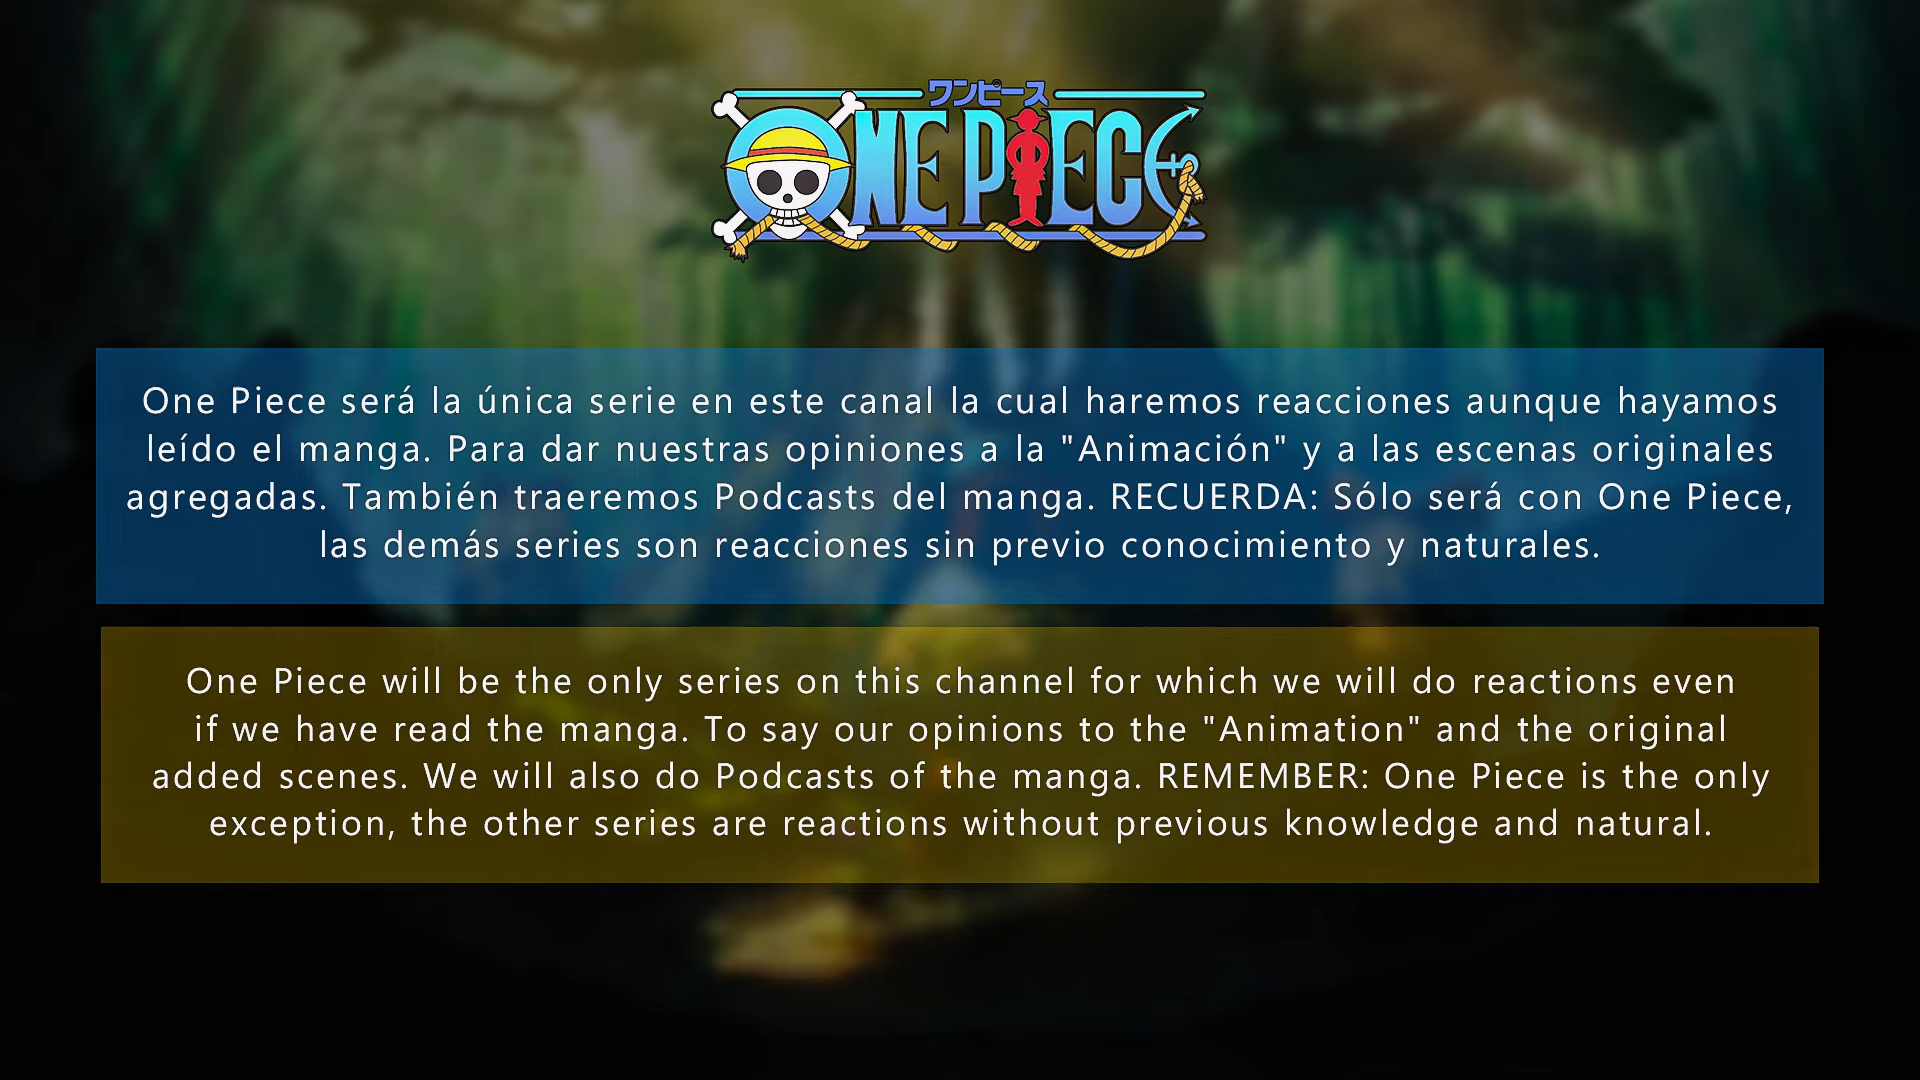 ワンピース
ONE PIECE
One Piece será la única serie en este canal la cual haremos reacciones aunque hayamos
leído el manga. Para dar nuestras opiniones a la "Animación" y a las escenas originales
agregadas. También traeremos Podcasts del manga. RECUERDA: Sólo será con One Piece,
las demás series son reacciones sin previo conocimiento y naturales.
One Piece will be the only series on this channel for which we will do reactions even
if we have read the manga. To say our opinions to the "Animation" and the original
added scenes. We will also do Podcasts of the manga. REMEMBER: One Piece is the only
exception, the other series are reactions without previous knowledge and natural.